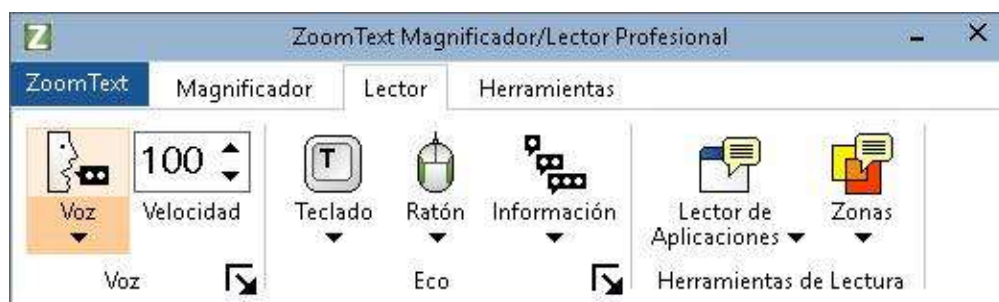 Z ZoomText Magnificador/Lector Profesional
ZoomText Magnificador Lector Herramientas
100 T
Voz Velocidad Teclado Ratón Información Lector de Aplicaciones Zonas
Voz Eco Herramientas de Lectura